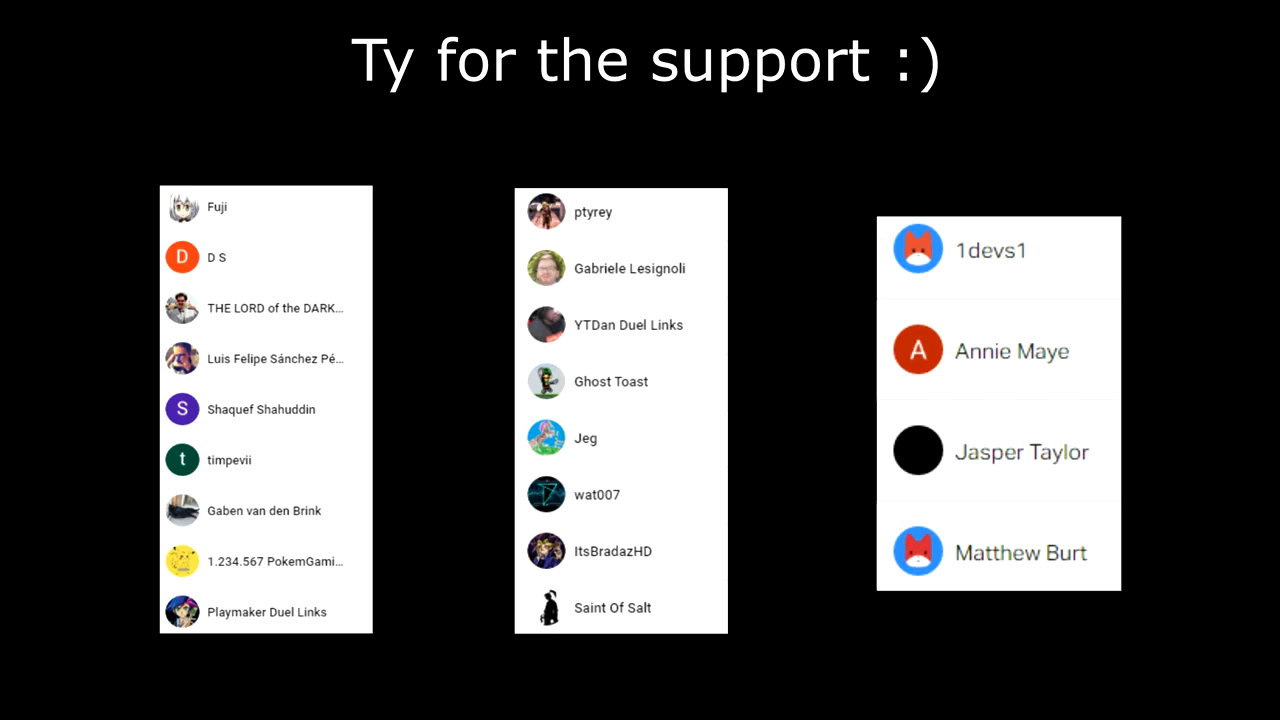 Ty for the support :)
Fuji
D
D S
THE LORD of the DARK...
Luis Felipe Sánchez Pé...
S
Shaquef Shahuddin
t
timpevii
Gaben van den Brink
1.234.567 PokemGami...
Playmaker Duel Links
ptyrey
Gabriele Lesignoli
YTDan Duel Links
Ghost Toast
Jeg
wat007
ItsBradazHD
Saint Of Salt
1devs1
A
Annie Maye
Jasper Taylor
Matthew Burt